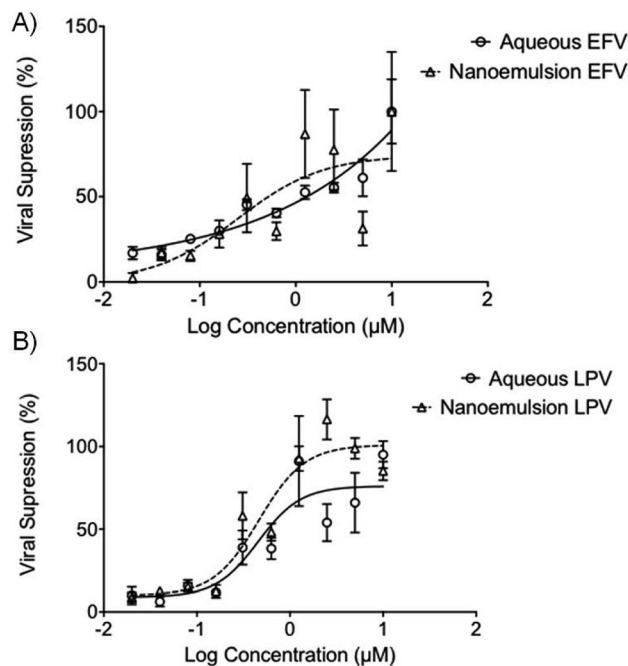 A)
Aqueous EFV
Nanoemulsion EFV
Viral Supression (%)
150
100
50
0
-2
-1
0
1
2
Log Concentration (µM)
B)
Aqueous LPV
Nanoemulsion LPV
Viral Supression (%)
150
100
50
0
-2
-1
0
1
2
Log Concentration (µM)